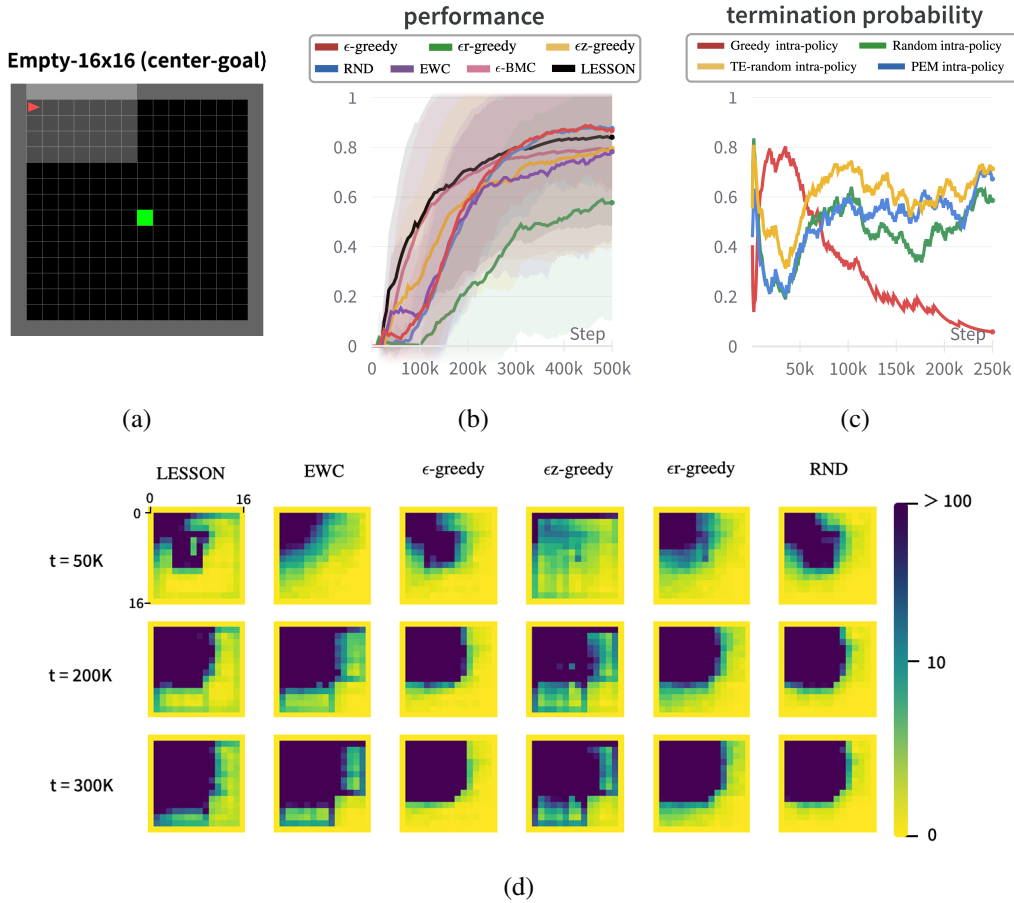 performance
termination probability
Empty-16x16 (center-goal)
ϵ-greedy
ϵr-greedy
ϵz-greedy
RND
EWC
ϵ-BMC
LESSON
Greedy intra-policy
Random intra-policy
TE-random intra-policy
PEM intra-policy
1
0.8
0.6
0.4
0.2
0
Step
0 100k 200k 300k 400k 500k
1
0.8
0.6
0.4
0.2
0
Step
50k 100k 150k 200k 250k
(a)
(b)
(c)
LESSON
EWC
ϵ-greedy
ϵz-greedy
ϵr-greedy
RND
0 16
0
16
t = 50K
t = 200K
t = 300K
> 100
10
0
(d)